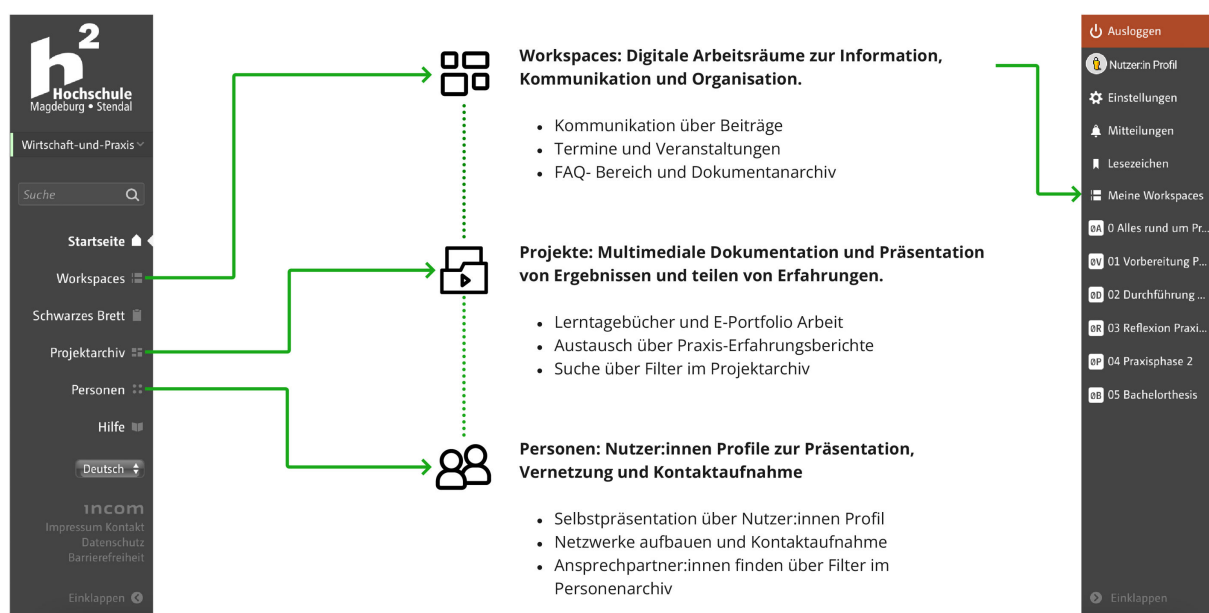 h2
Hochschule
Magdeburg • Stendal
Wirtschaft-und-Praxis
Suche
Startseite
Workspaces
Schwarzes Brett
Projektarchiv
Personen
Hilfe
Deutsch
incom
Impressum Kontakt
Datenschutz
Barrierefreiheit
Einklappen
Workspaces: Digitale Arbeitsräume zur Information,
Kommunikation und Organisation.
• Kommunikation über Beiträge
• Termine und Veranstaltungen
• FAQ- Bereich und Dokumentanarchiv
Projekte: Multimediale Dokumentation und Präsentation
von Ergebnissen und teilen von Erfahrungen.
• Lerntagebücher und E-Portfolio Arbeit
• Austausch über Praxis-Erfahrungsberichte
• Suche über Filter im Projektarchiv
Personen: Nutzer:innen Profile zur Präsentation,
Vernetzung und Kontaktaufnahme
• Selbstpräsentation über Nutzer:innen Profil
• Netzwerke aufbauen und Kontaktaufnahme
• Ansprechpartner:innen finden über Filter im
Personenarchiv
Ausloggen
Nutzer:in Profil
Einstellungen
Mitteilungen
Lesezeichen
Meine Workspaces
ØA 0 Alles rund um Pr...
ØV 01 Vorbereitung P...
ØD 02 Durchführung ...
ØR 03 Reflexion Praxi...
ØP 04 Praxisphase 2
ØB 05 Bachelorthesis
Einklappen